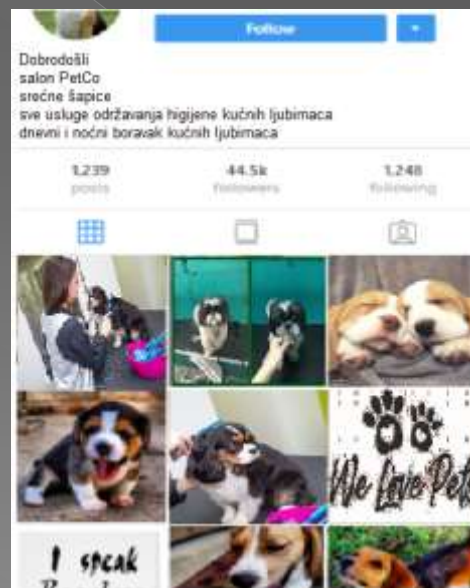 Follow
Dobrodošli
salon PetCo
srećne šapice
sve usluge održavanja higijene kućnih ljubimaca
dnevni i noćni boravak kućnih ljubimaca
1,239 44.5k 1,248
posts followers following
We Love Pets
I speak